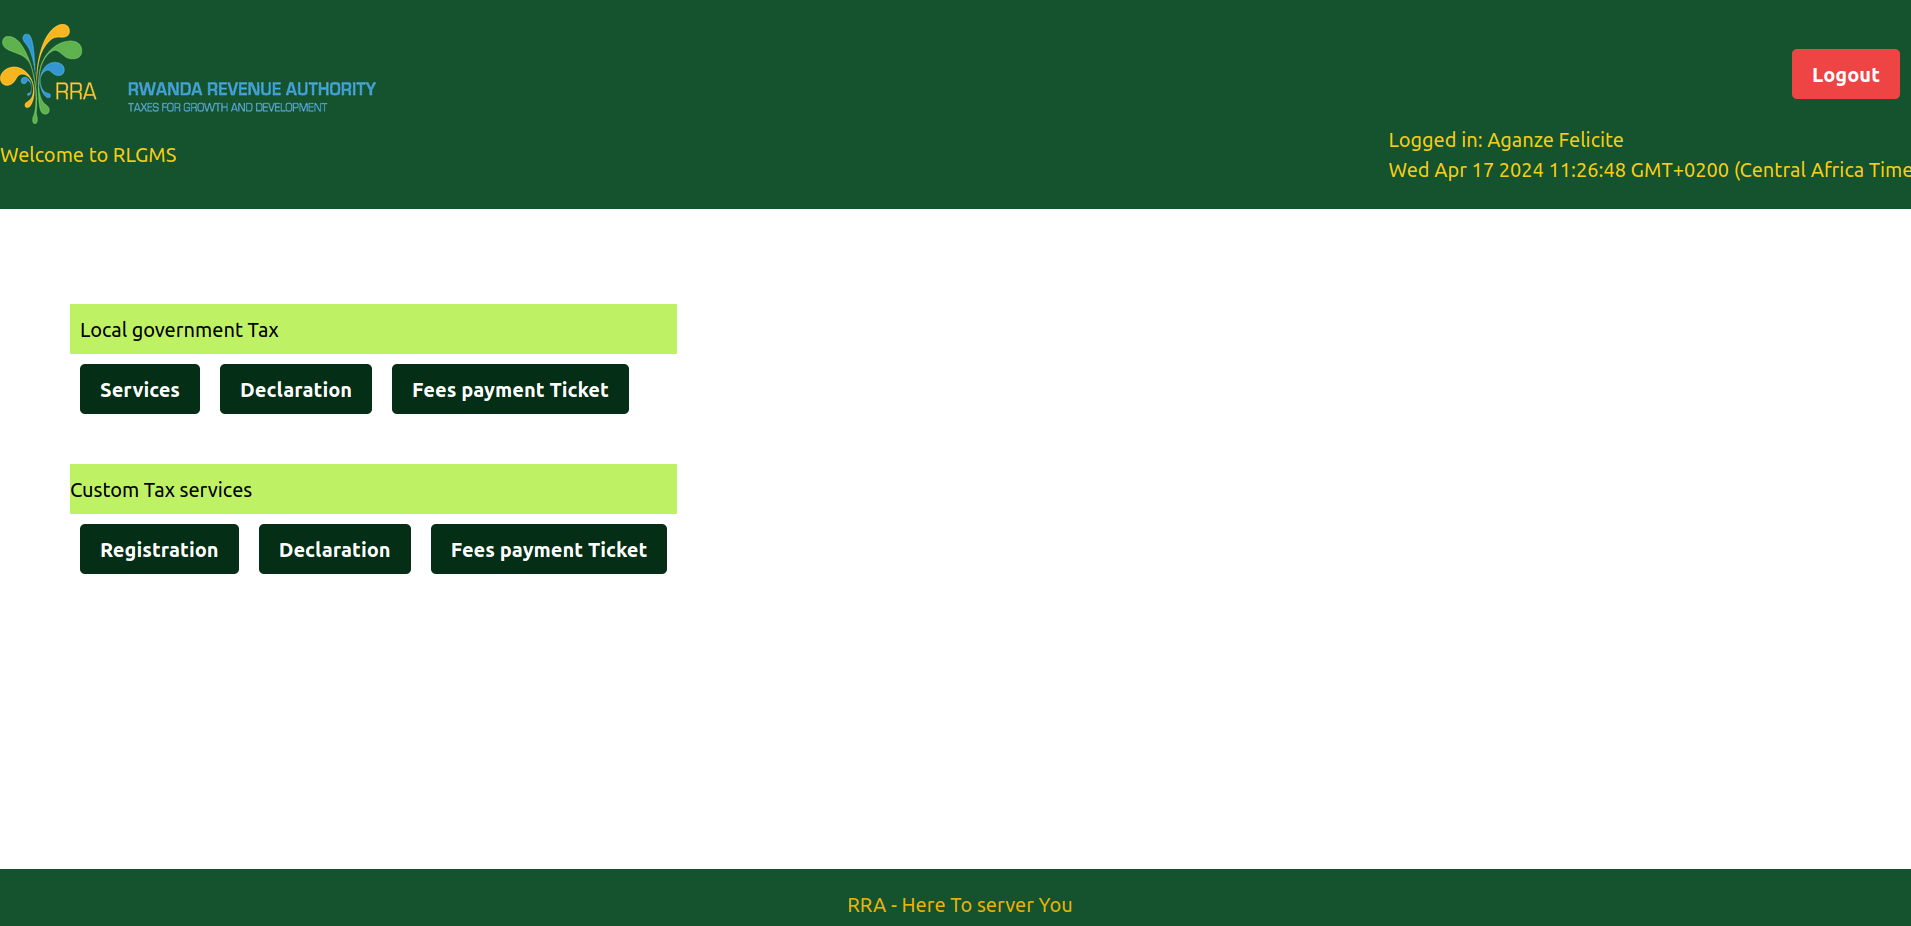 RRA
RWANDA REVENUE AUTHORITY
TAXES FOR GROWTH AND DEVELOPMENT
Logout
Welcome to RLGMS
Logged in: Aganze Felicite
Wed Apr 17 2024 11:26:48 GMT+0200 (Central Africa Time
Local government Tax
Services Declaration Fees payment Ticket
Custom Tax services
Registration Declaration Fees payment Ticket
RRA - Here To server You